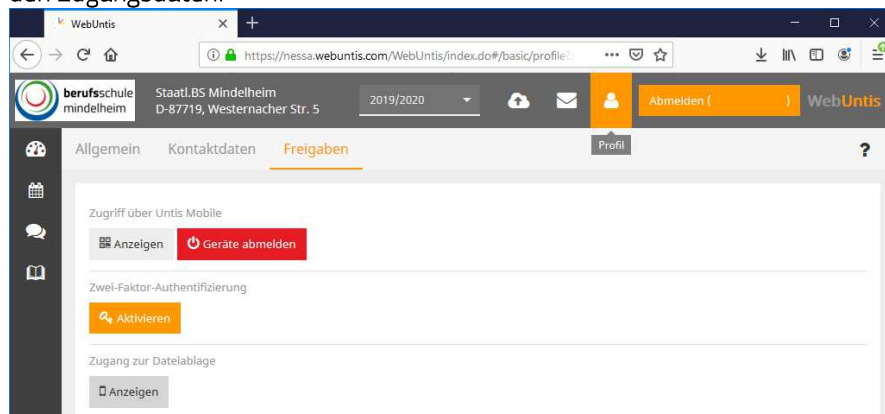 den Zugangsdaten.
WebUntis
https://nessa.webuntis.com/WebUntis/index.do#/basic/profile?
berufsschule
mindelheim
Staatl.BS Mindelheim
D-87719, Westernacher Str. 5
2019/2020
Abmelden ( )
WebUntis
Profil
Allgemein Kontaktdaten Freigaben ?
Zugriff über Untis Mobile
Anzeigen Geräte abmelden
Zwei-Faktor-Authentifizierung
Aktivieren
Zugang zur Dateiablage
Anzeigen